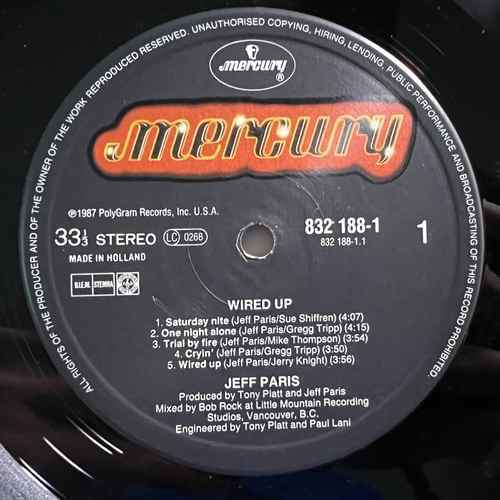 ALL RIGHTS OF THE PRODUCER AND OF THE OWNER OF THE WORK REPRODUCED RESERVED. UNAUTHORISED COPYING, HIRING, LENDING, PUBLIC PERFORMANCE AND BROADCASTING OF THIS RECORD PROHIBITED.
mercury ®
mercury
℗1987 PolyGram Records, Inc. U.S.A.
832 188-1
33⅓ STEREO LC 0268
832 188-1.1
1
MADE IN HOLLAND
B.I.E.M. STEMRA
WIRED UP
1. Saturday nite (Jeff Paris/Sue Shiffren) (4:07)
2. One night alone (Jeff Paris/Gregg Tripp) (4:15)
3. Trial by fire (Jeff Paris/Mike Thompson) (3:54)
4. Cryin' (Jeff Paris/Gregg Tripp) (3:50)
5. Wired up (Jeff Paris/Jerry Knight) (3:56)
JEFF PARIS
Produced by Tony Platt and Jeff Paris
Mixed by Bob Rock at Little Mountain Recording
Studios, Vancouver, B.C.
Engineered by Tony Platt and Paul Lani